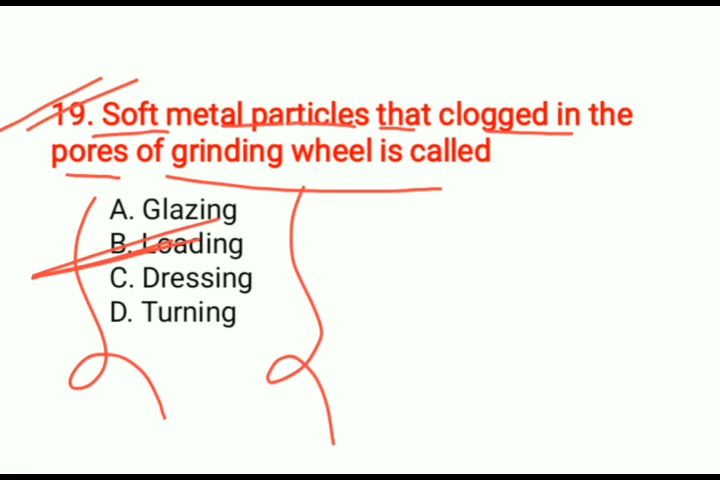 19. Soft metal particles that clogged in the
pores of grinding wheel is called
A. Glazing
B. Loading
C. Dressing
D. Turning